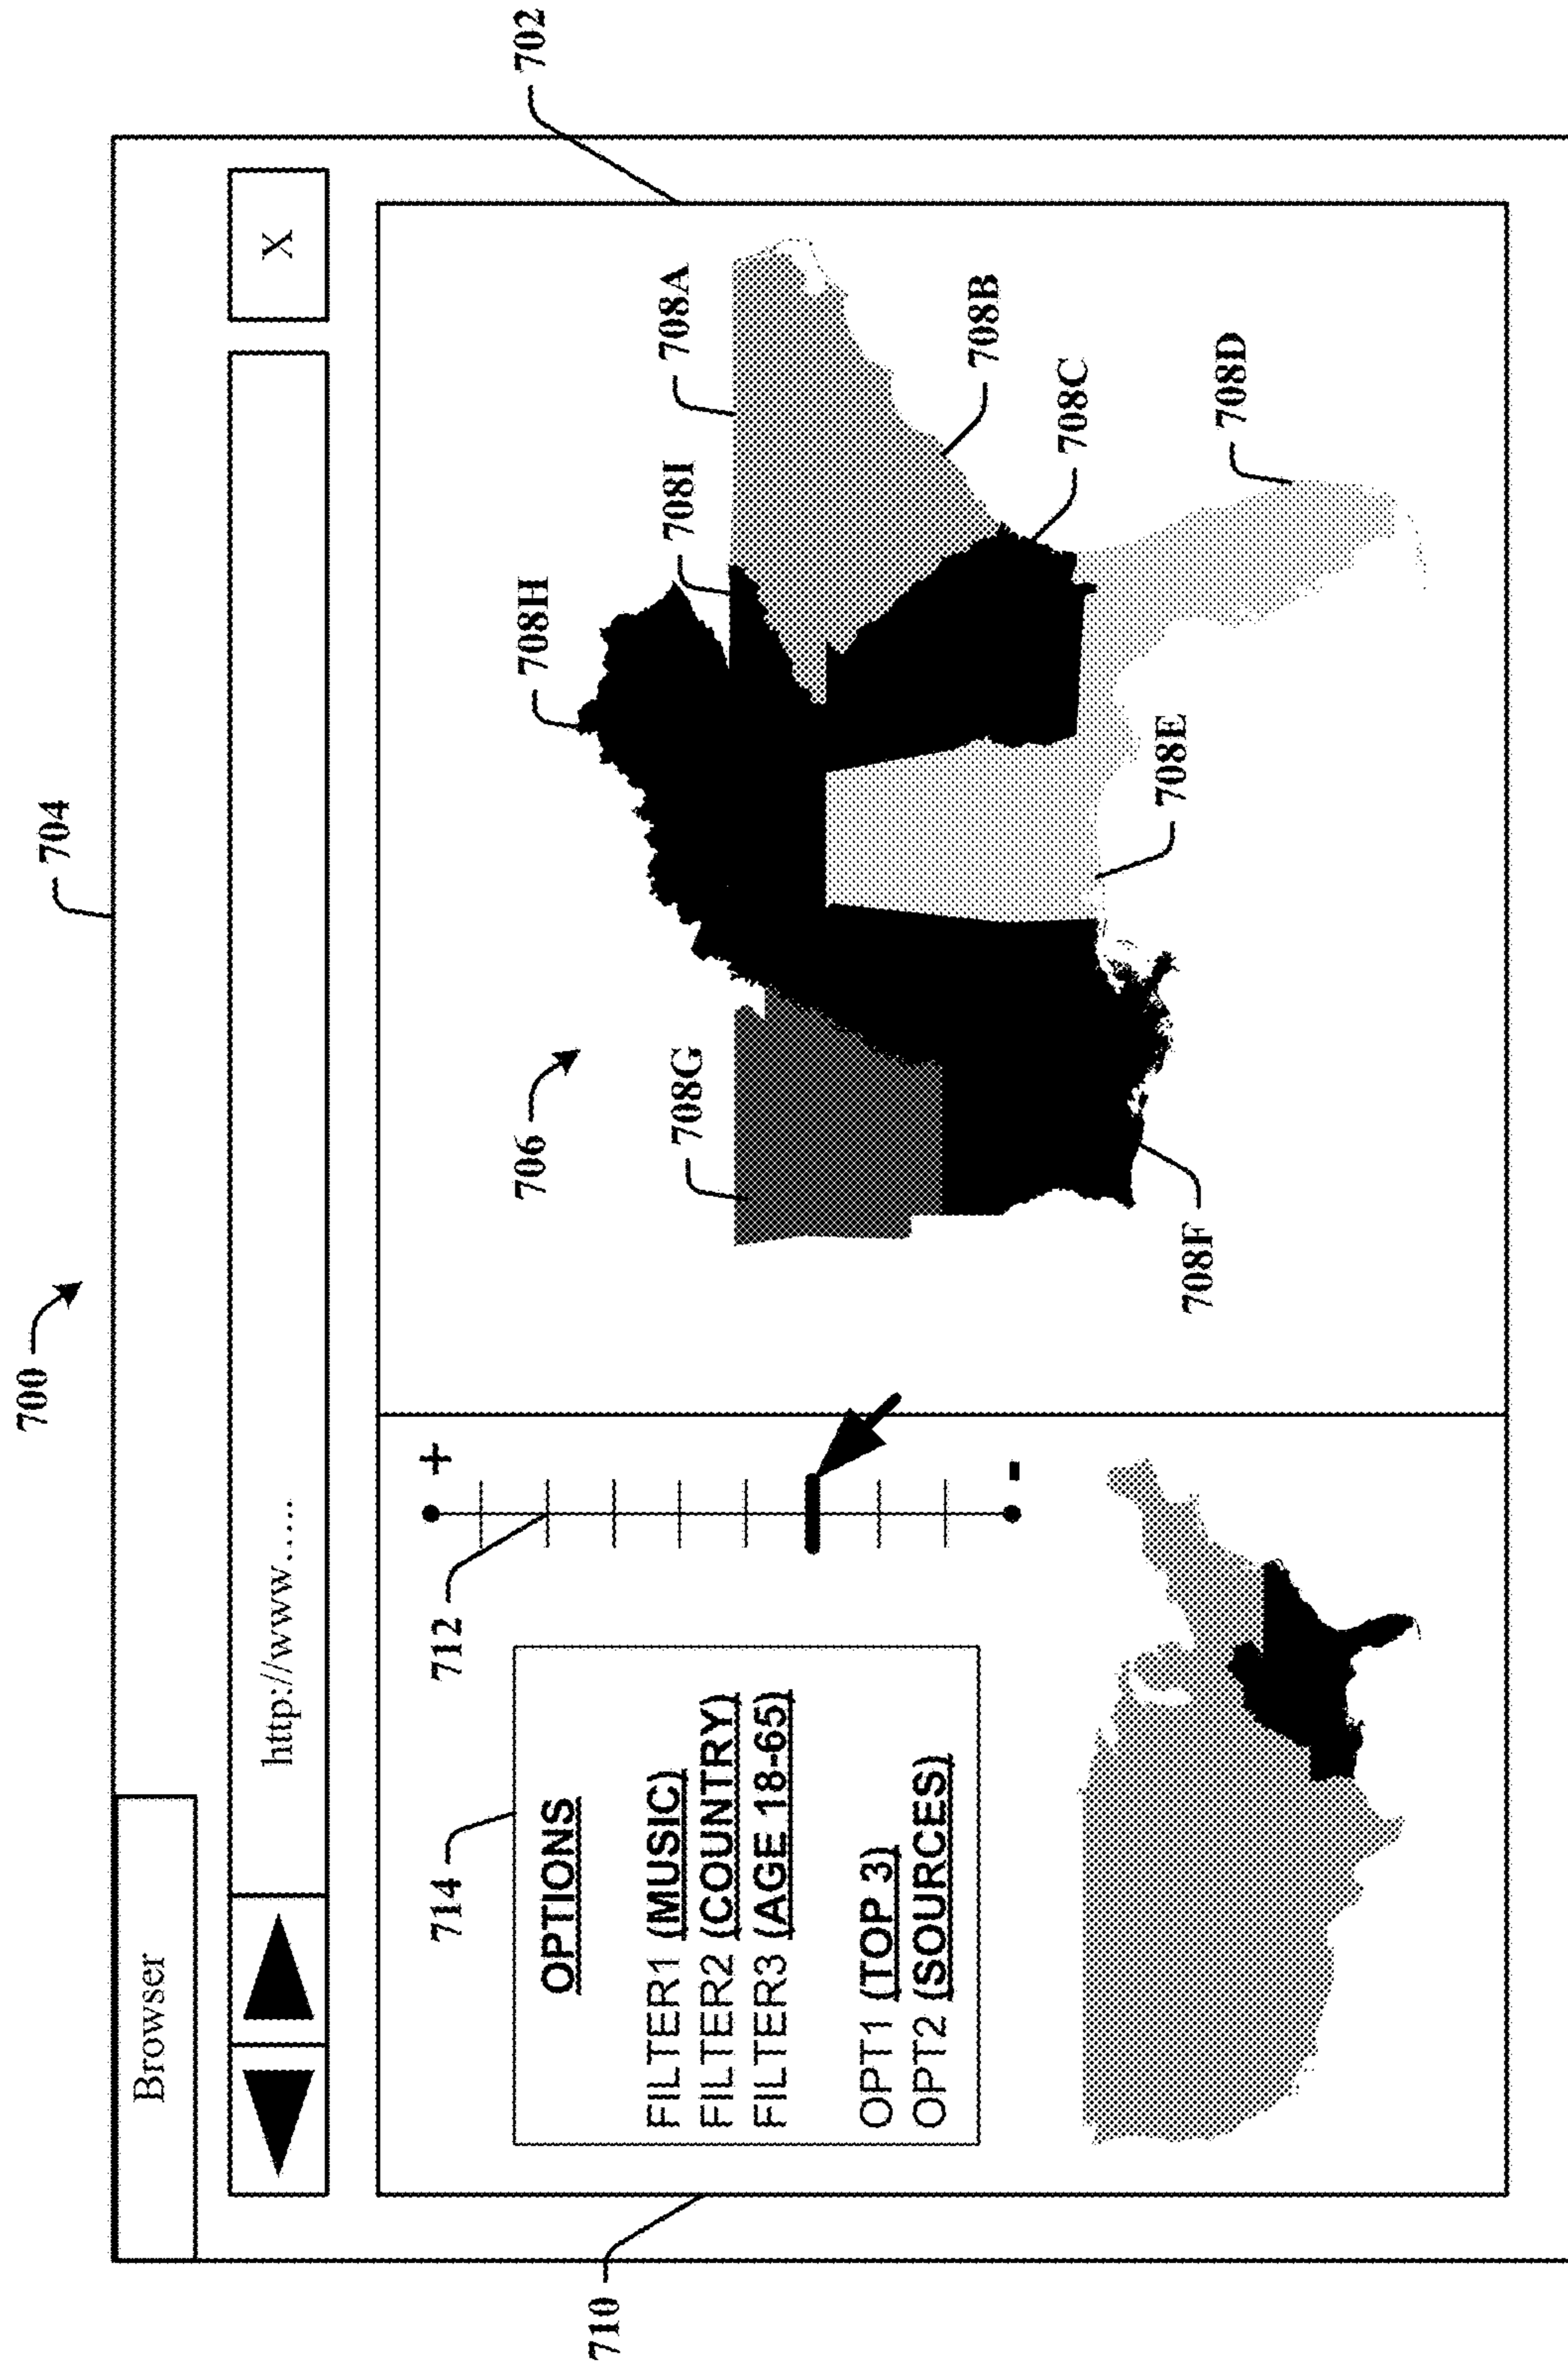 700
704
702
Browser
http://www.....
X
710
714
712
+
-
OPTIONS
FILTER1 (MUSIC)
FILTER2 (COUNTRY)
FILTER3 (AGE 18-65)
OPT1 (TOP 3)
OPT2 (SOURCES)
706
708H
708G
708I
708A
708B
708C
708D
708E
708F